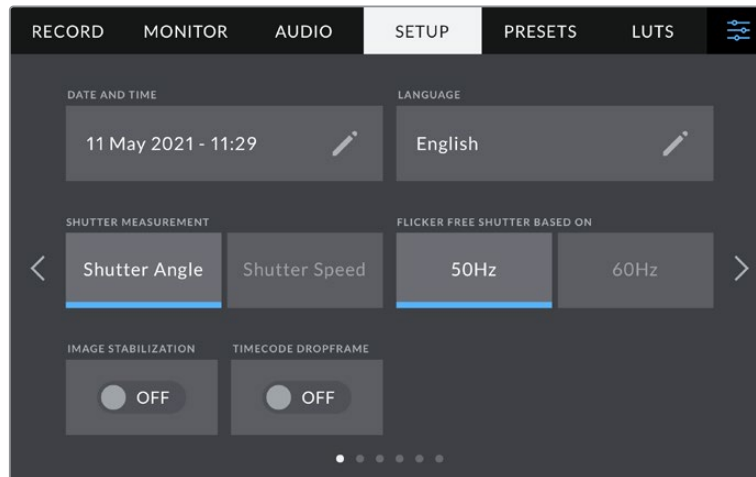 RECORD MONITOR AUDIO SETUP PRESETS LUTS
DATE AND TIME LANGUAGE
11 May 2021 - 11:29 English
SHUTTER MEASUREMENT FLICKER FREE SHUTTER BASED ON
Shutter Angle Shutter Speed 50Hz 60Hz
IMAGE STABILIZATION TIMECODE DROPFRAME
OFF OFF